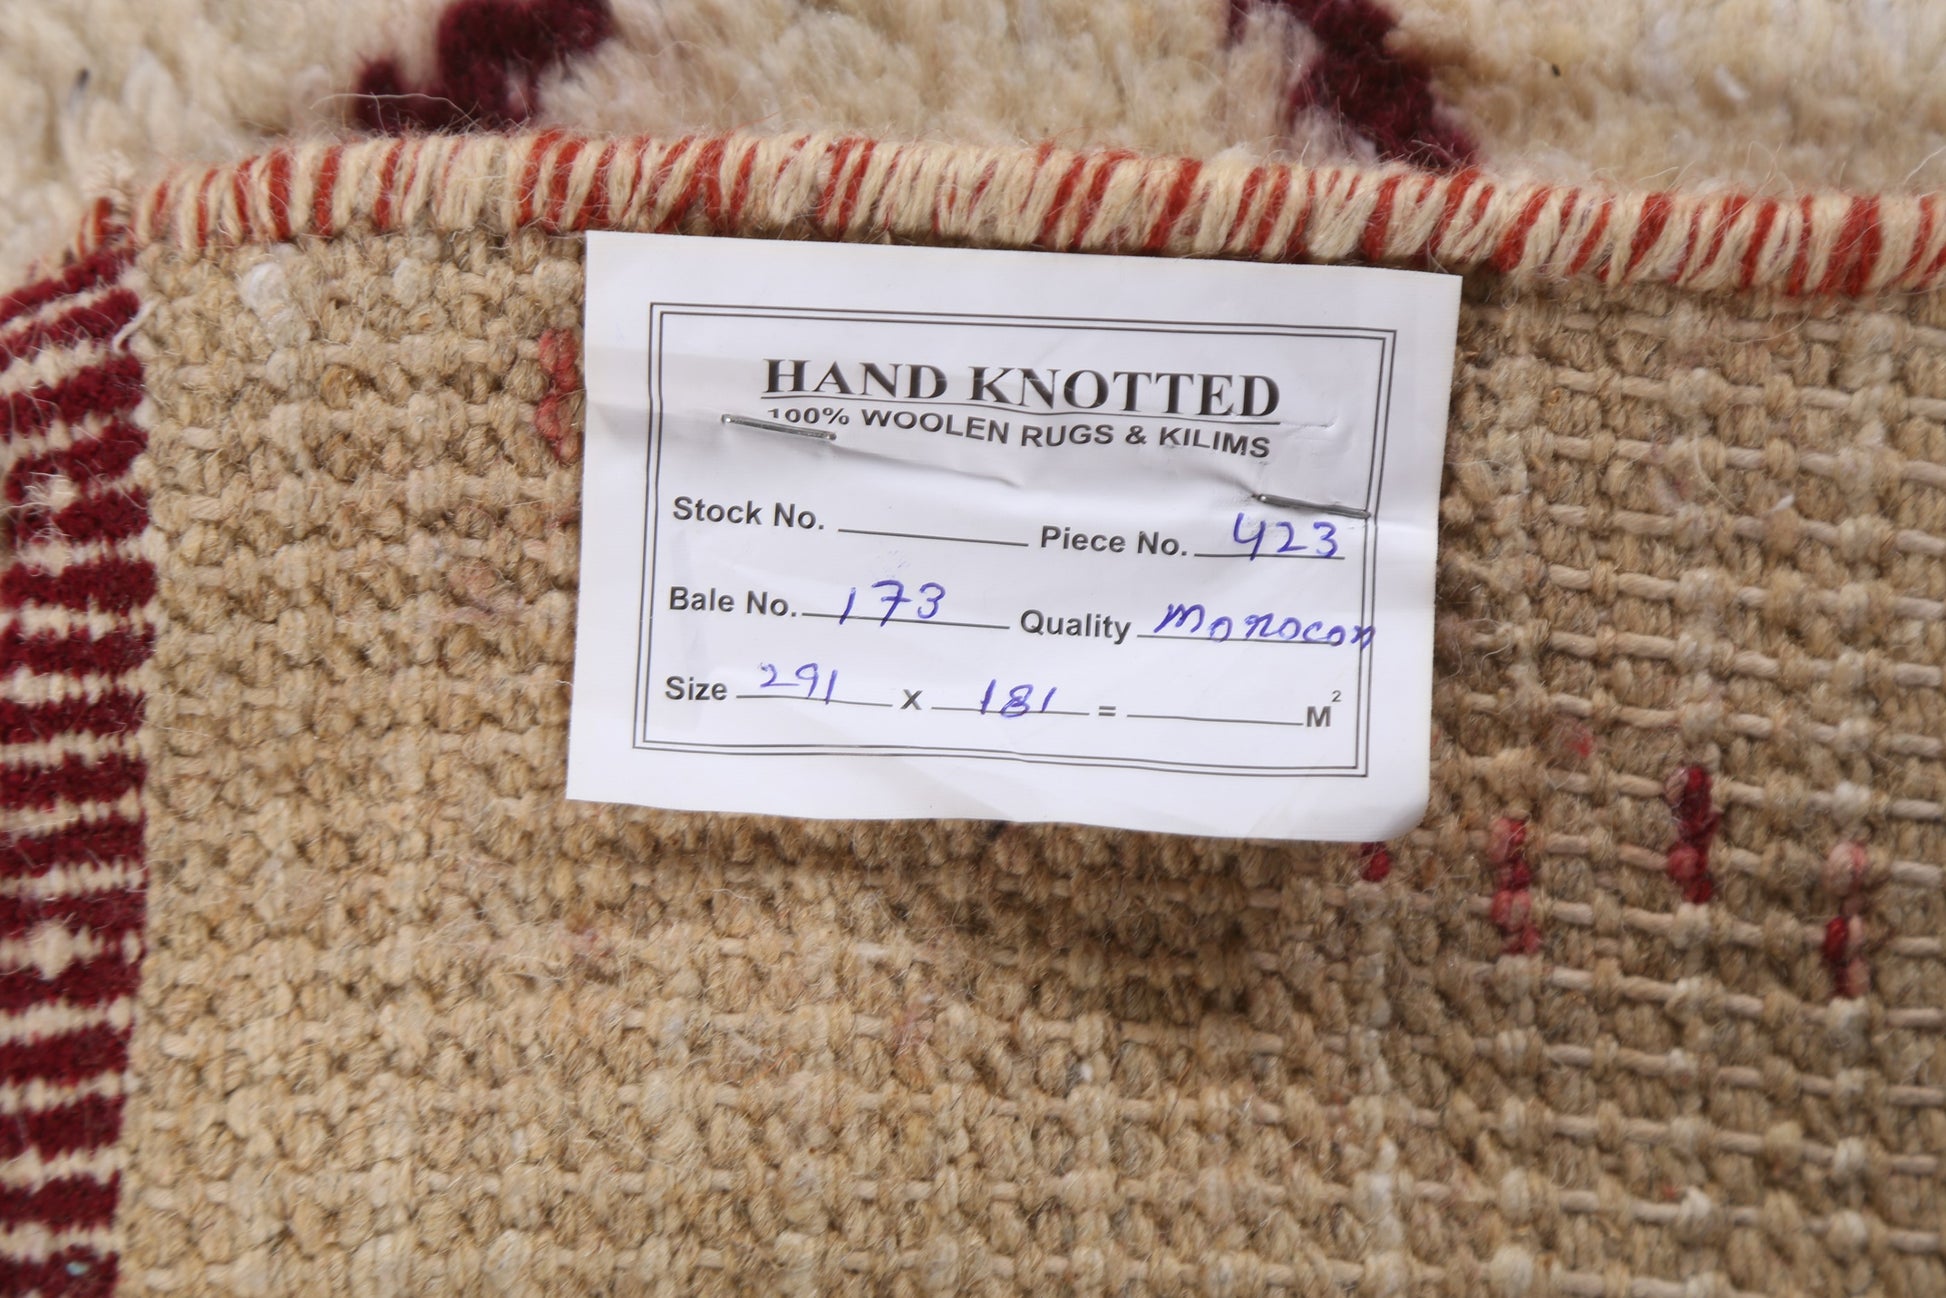 HAND KNOTTED
100% WOOLEN RUGS & KILIMS
Stock No. Piece No. 423
Bale No. 173 Quality Morocon
Size 291 x 181 = M²